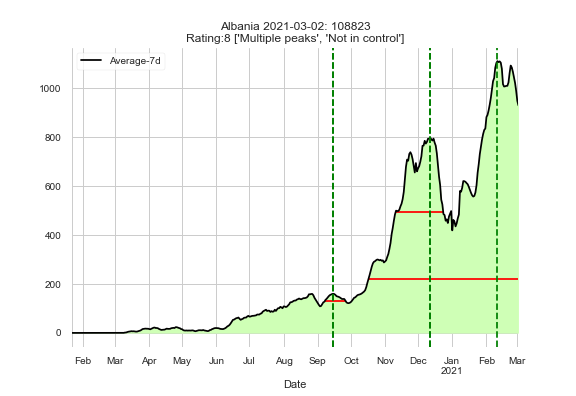 Albania 2021-03-02: 108823
Rating:8 ['Multiple peaks', 'Not in control']
Average-7d
1000
800
600
400
200
0
Feb Mar Apr May Jun Jul Aug Sep Oct Nov Dec Jan Feb Mar
2021
Date